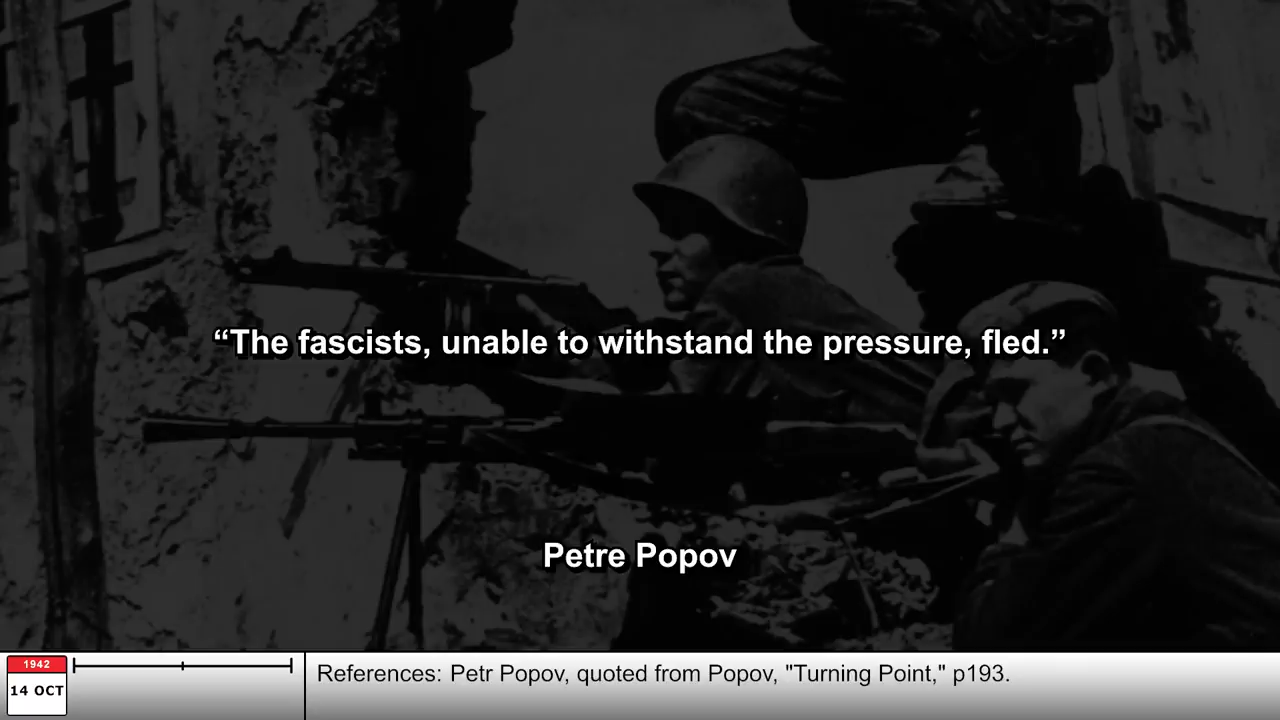 “The fascists, unable to withstand the pressure, fled.”
Petre Popov
1942
14 OCT
References: Petr Popov, quoted from Popov, "Turning Point," p193.